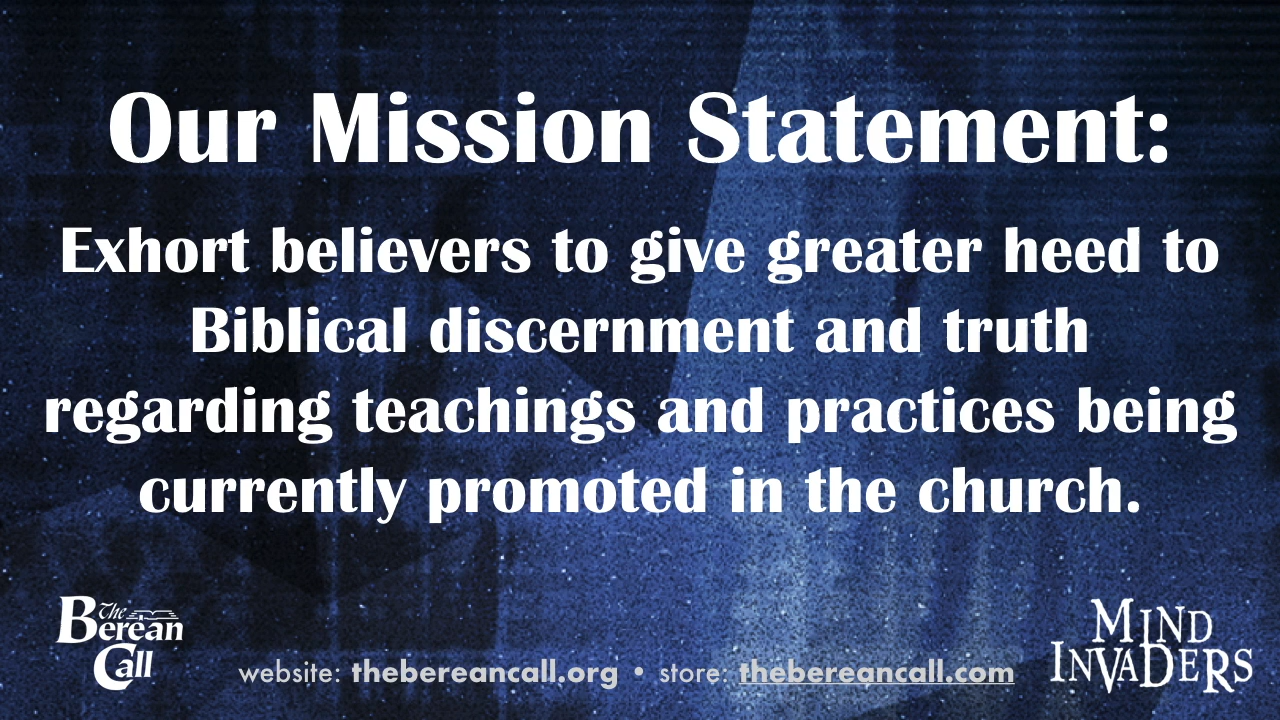 Our Mission Statement:
Exhort believers to give greater heed to
Biblical discernment and truth
regarding teachings and practices being
currently promoted in the church.
The
Berean
Call
website: thebereancall.org • store: thebereancall.com
MIND
INVADERS